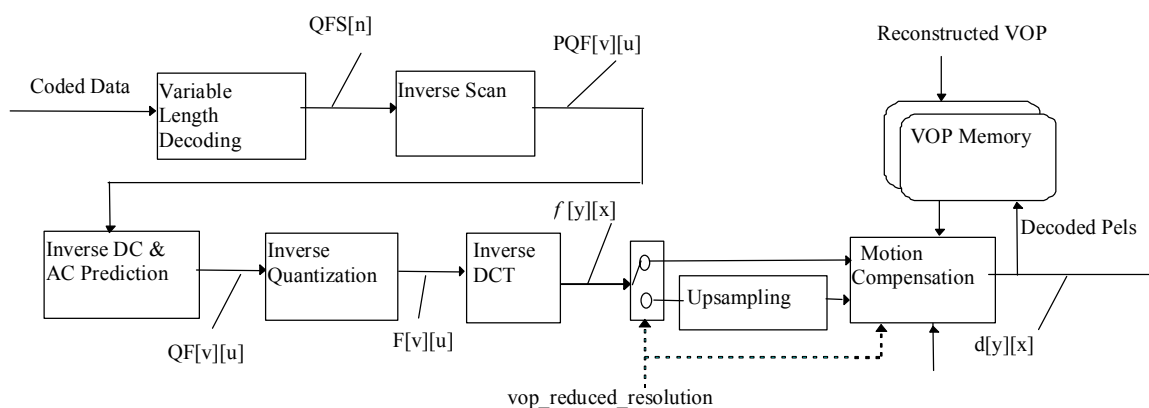 QFS[n]
PQF[v][u]
Reconstructed VOP
Coded Data
Variable
Length
Decoding
Inverse Scan
VOP Memory
f [y][x]
Decoded Pels
Inverse DC &
AC Prediction
Inverse
Quantization
Inverse
DCT
Upsampling
Motion
Compensation
QF[v][u]
F[v][u]
d[y][x]
vop_reduced_resolution